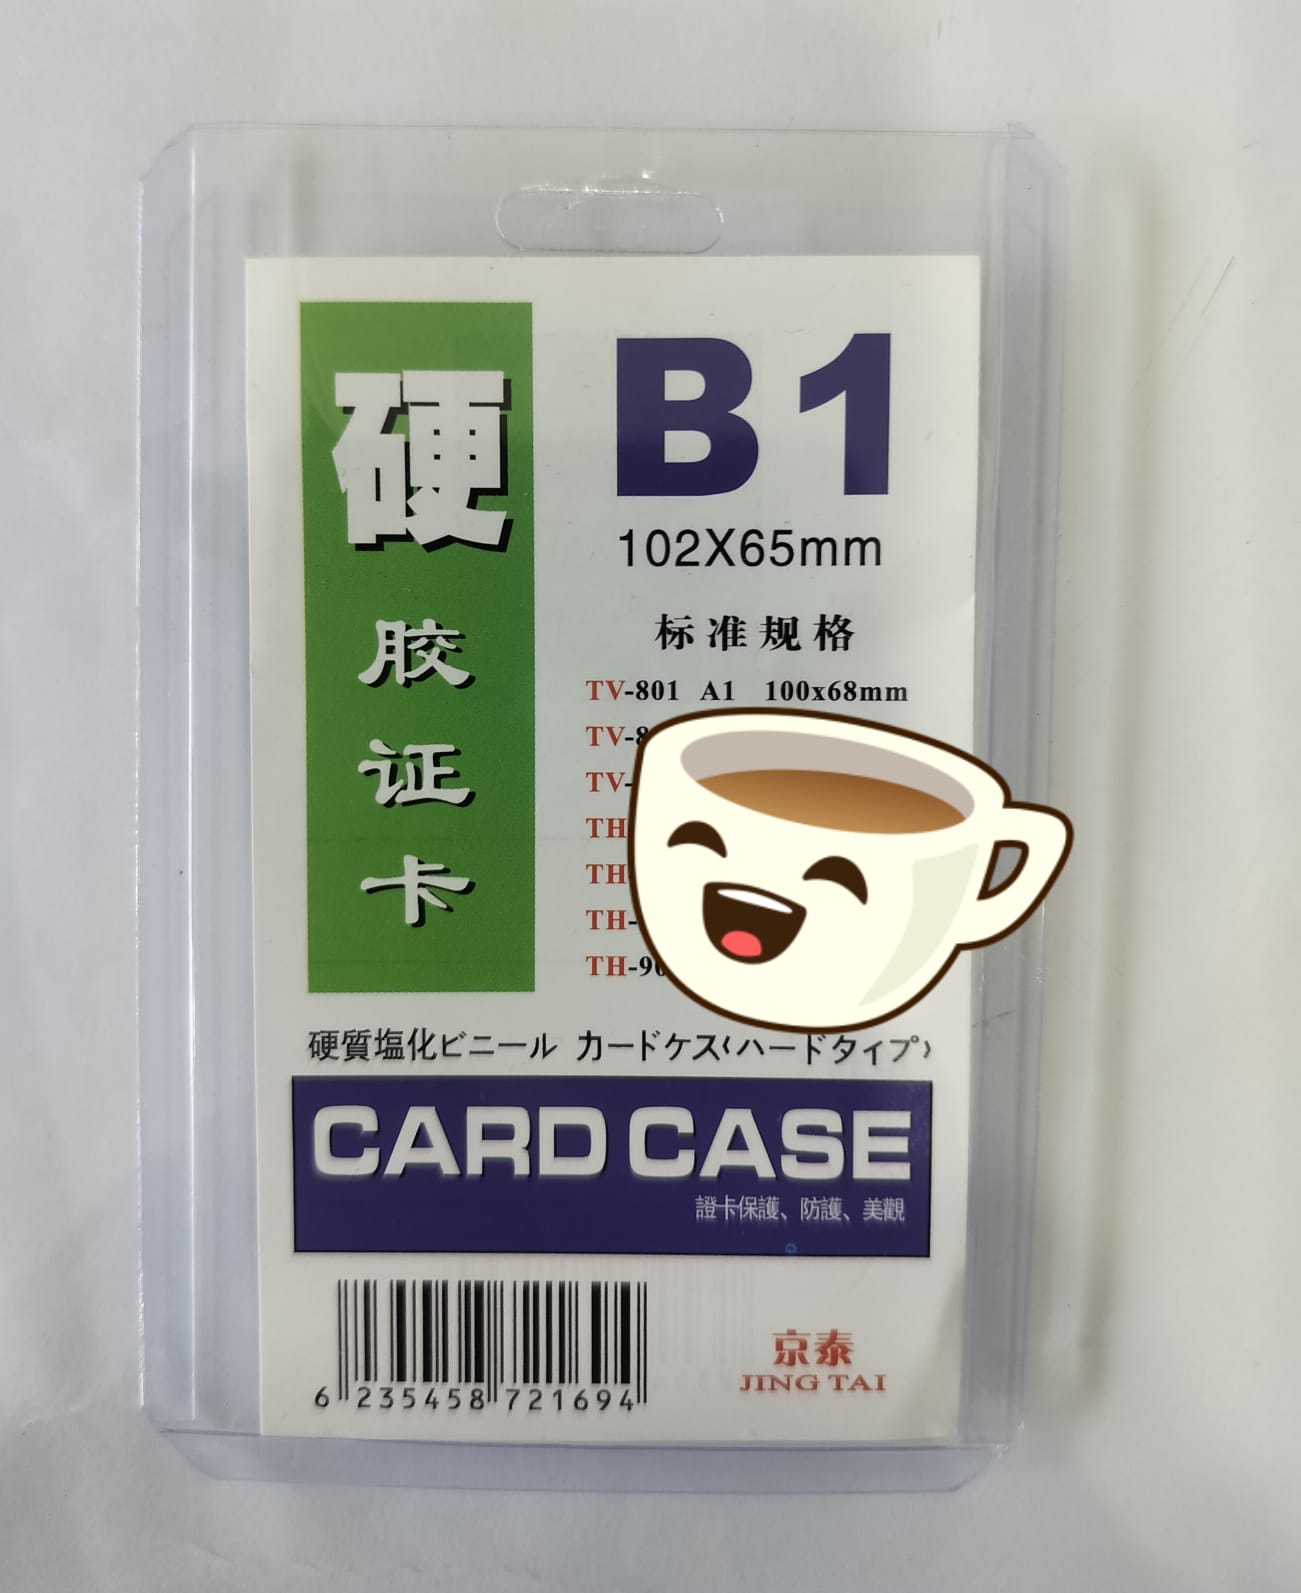 硬
胶
证
卡
B1
102X65mm
标准规格
TV-801 A1 100x68mm
硬質塩化ビニール カードケス‹ハードタイプ›
CARD CASE
證卡保護、防護、美觀
6 235458 721694
京泰
JING TAI